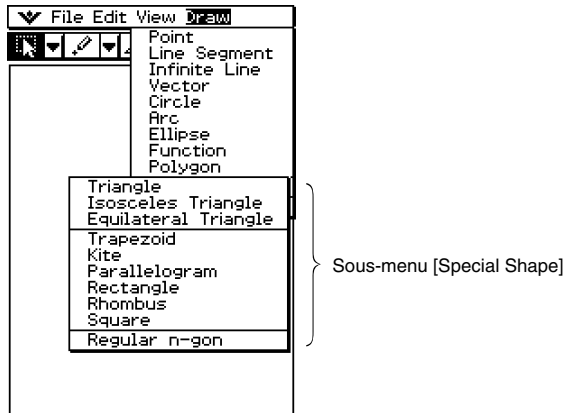 File Edit View Draw
Point
Line Segment
Infinite Line
Vector
Circle
Arc
Ellipse
Function
Polygon
Triangle
Isosceles Triangle
Equilateral Triangle
Trapezoid
Kite
Parallelogram
Rectangle
Rhombus
Square
Regular n-gon
Sous-menu [Special Shape]